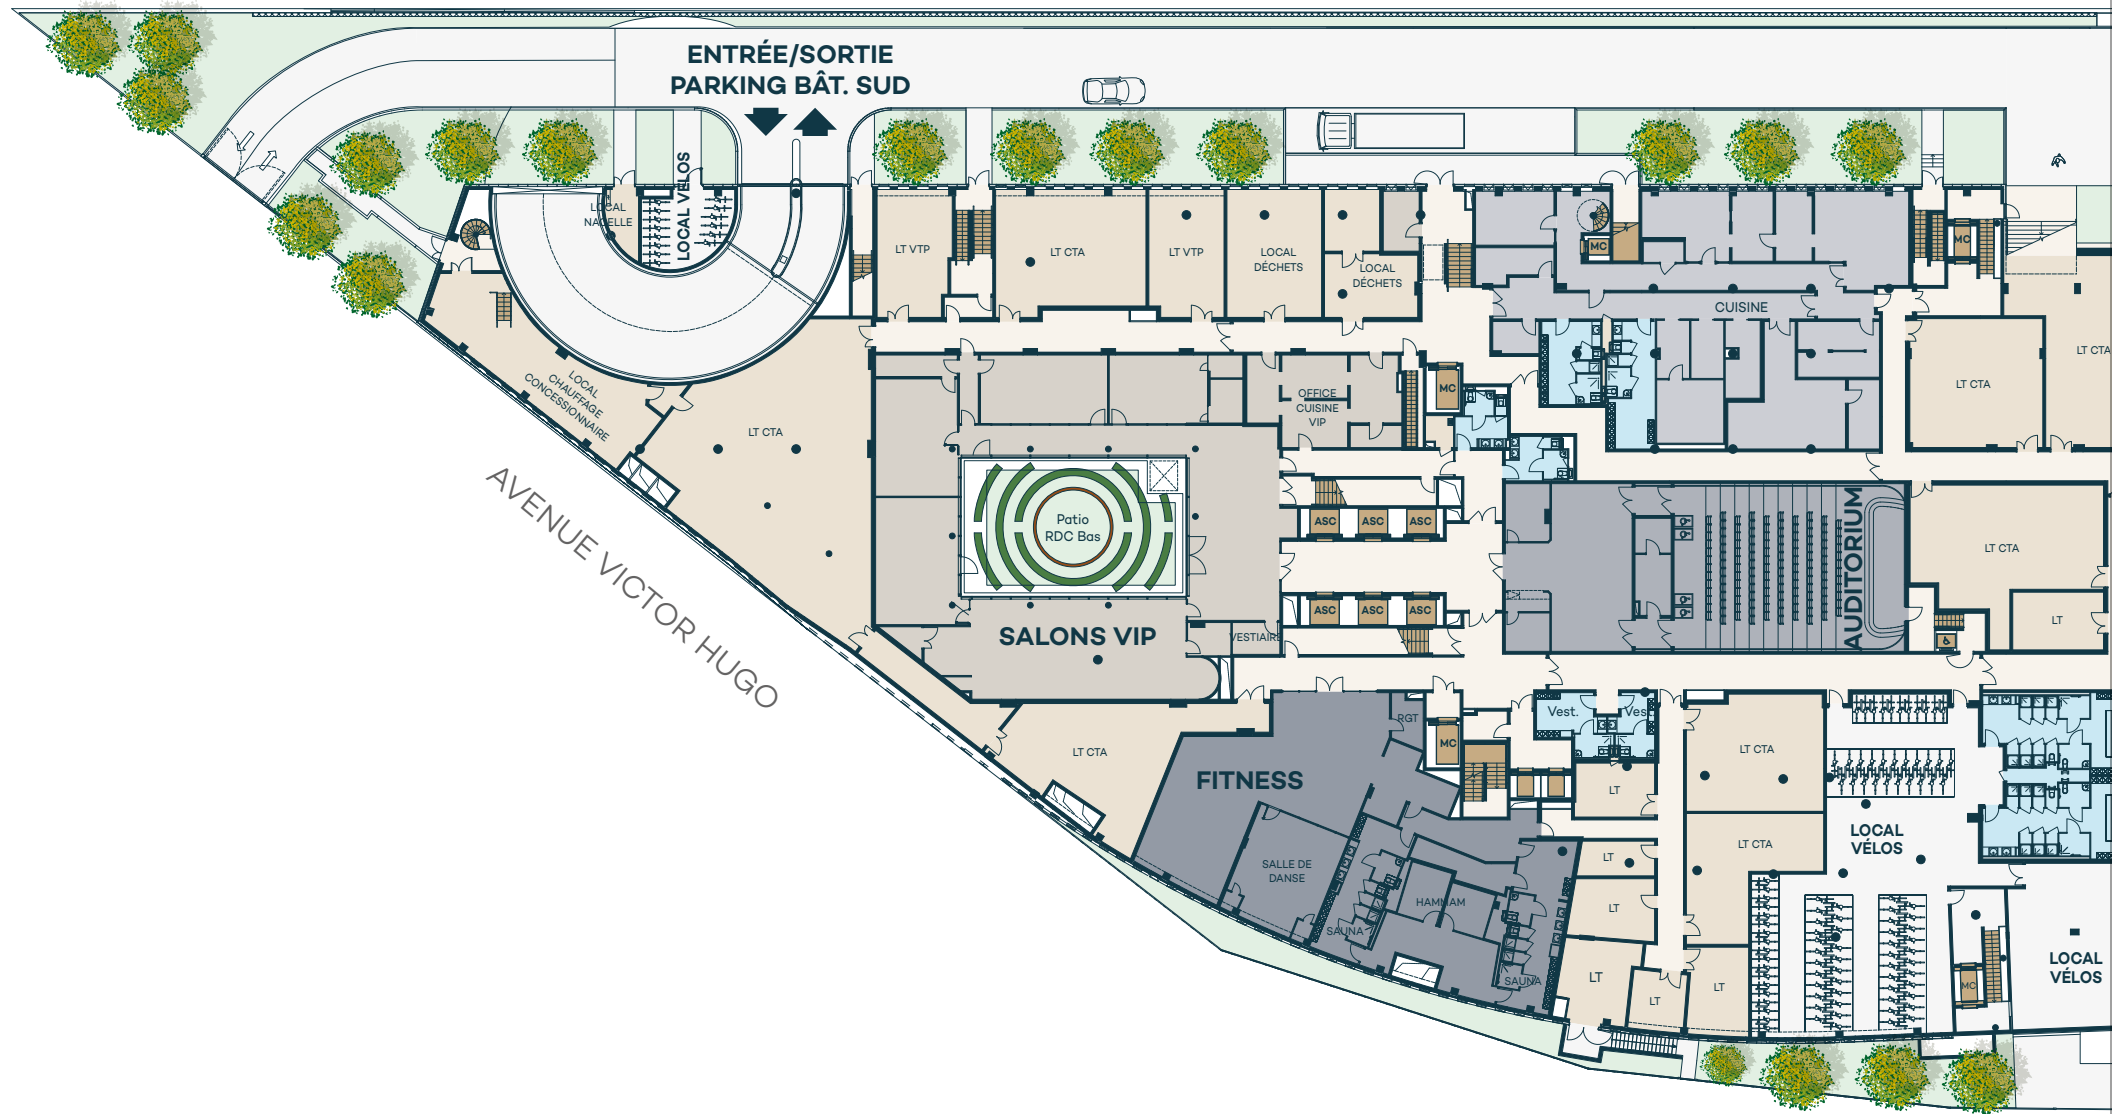 ENTRÉE/SORTIE
PARKING BÂT. SUD
LOCAL
NACELLE
LOCAL VÉLOS
LT VTP
LT CTA
LT VTP
LOCAL
DÉCHETS
LOCAL
DÉCHETS
MC
MC
CUISINE
LT CTA
LT CTA
LOCAL
CHAUFFAGE
CONCESSIONNAIRE
LT CTA
OFFICE
CUISINE
VIP
MC
AVENUE VICTOR HUGO
Patio
RDC Bas
ASC
ASC
ASC
AUDITORIUM
LT CTA
ASC
ASC
ASC
SALONS VIP
VESTIAIRE
LT
LT CTA
RGT
MC
Vest.
Vest.
LT CTA
FITNESS
LT
LT CTA
LOCAL
VÉLOS
SALLE DE
DANSE
LT
HAMMAM
LT
SAUNA
SAUNA
LT
LT
LT
MC
LOCAL
VÉLOS